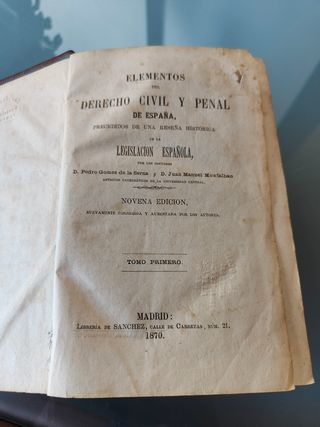 ELEMENTOS
DEL
DERECHO CIVIL Y PENAL
DE ESPAÑA,
PRECEDIDOS DE UNA RESEÑA HISTORICA
DE LA
LEGISLACION ESPAÑOLA,
POR LOS DOCTORES
D. Pedro Gomez de la Serna y D. Juan Manuel Montalban
ANTIGUOS CATEDRÁTICOS DE LA UNIVERSIDAD CENTRAL.
NOVENA EDICION,
NUEVAMENTE CORREGIDA Y AUMENTADA POR LOS AUTORES.
TOMO PRIMERO
MADRID:
LIBRERIA DE SANCHEZ, CALLE DE CARRETAS, NÚM. 21.
1870.